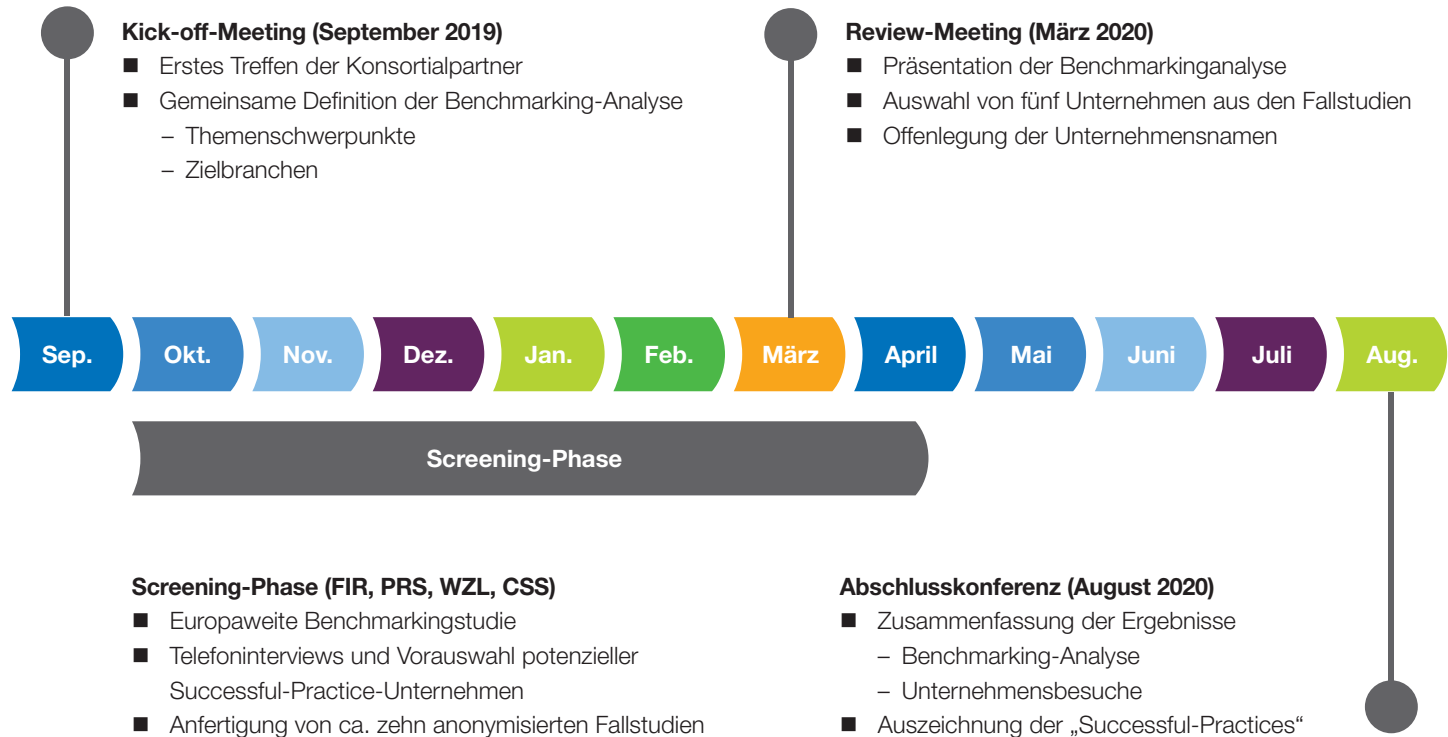 Kick-off-Meeting (September 2019)
■ Erstes Treffen der Konsortialpartner
■ Gemeinsame Definition der Benchmarking-Analyse
– Themenschwerpunkte
– Zielbranchen
Review-Meeting (März 2020)
■ Präsentation der Benchmarkinganalyse
■ Auswahl von fünf Unternehmen aus den Fallstudien
■ Offenlegung der Unternehmensnamen
Sep. Okt. Nov. Dez. Jan. Feb. März April Mai Juni Juli Aug.
Screening-Phase
Screening-Phase (FIR, PRS, WZL, CSS)
■ Europaweite Benchmarkingstudie
■ Telefoninterviews und Vorauswahl potenzieller
Successful-Practice-Unternehmen
■ Anfertigung von ca. zehn anonymisierten Fallstudien
Abschlusskonferenz (August 2020)
■ Zusammenfassung der Ergebnisse
– Benchmarking-Analyse
– Unternehmensbesuche
■ Auszeichnung der „Successful-Practices“